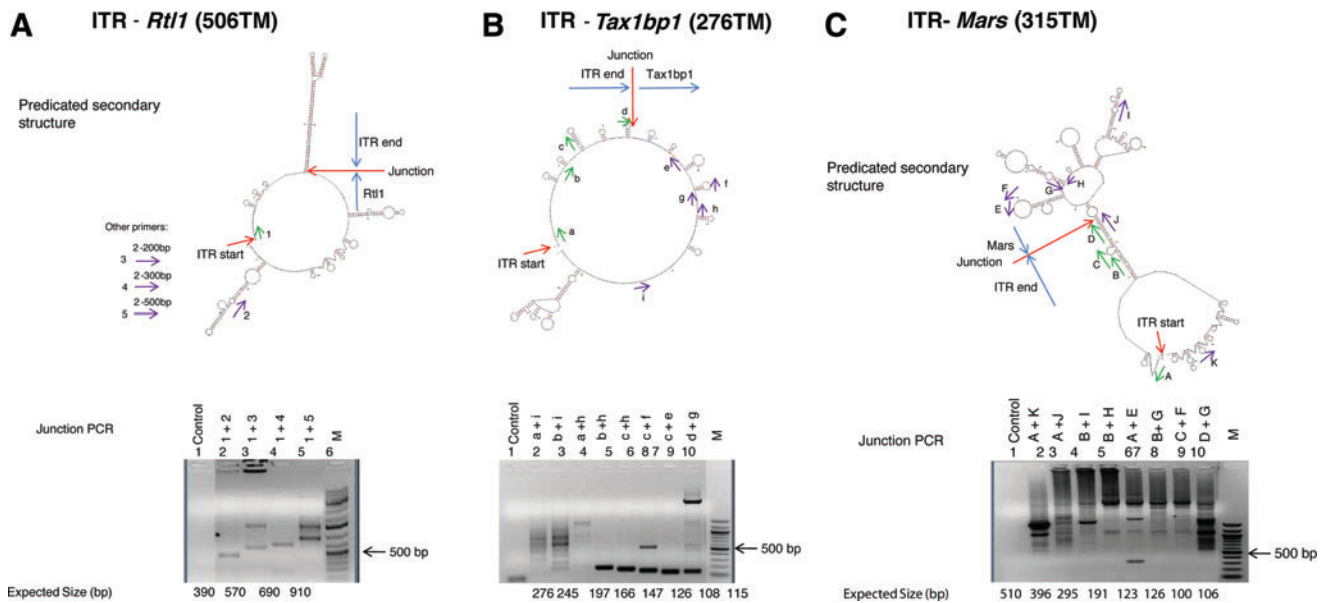 A ITR - Rtl1 (506TM)
Predicated secondary structure
ITR end
Junction
Rtl1
1
ITR start
Other primers:
2 -200bp
3
2 -300bp
4
2 -500bp
5
2
Junction PCR
Control 1 + 2 1 + 3 1 + 4 1 + 5 M
1 2 3 4 5 6
500 bp
Expected Size (bp) 390 570 690 910
B ITR - Tax1bp1 (276TM)
Junction
ITR end Tax1bp1
d
c
b
e
f
g
h
a
ITR start
i
Control a + i b + i a + h b + h c + h c + f c + e d + g M
1 2 3 4 5 6 8 7 9 10
500 bp
276 245 197 166 147 126 108 115
C ITR- Mars (315TM)
Predicated secondary structure
I
G H
F
E
J
D
Mars
Junction
C
B
ITR end
ITR start
K
A
Junction PCR
Control A + K A + J B + I B + H A + E B + G C + F D + G M
1 2 3 4 5 67 8 9 10
500 bp
Expected Size (bp) 510 396 295 191 123 126 100 106